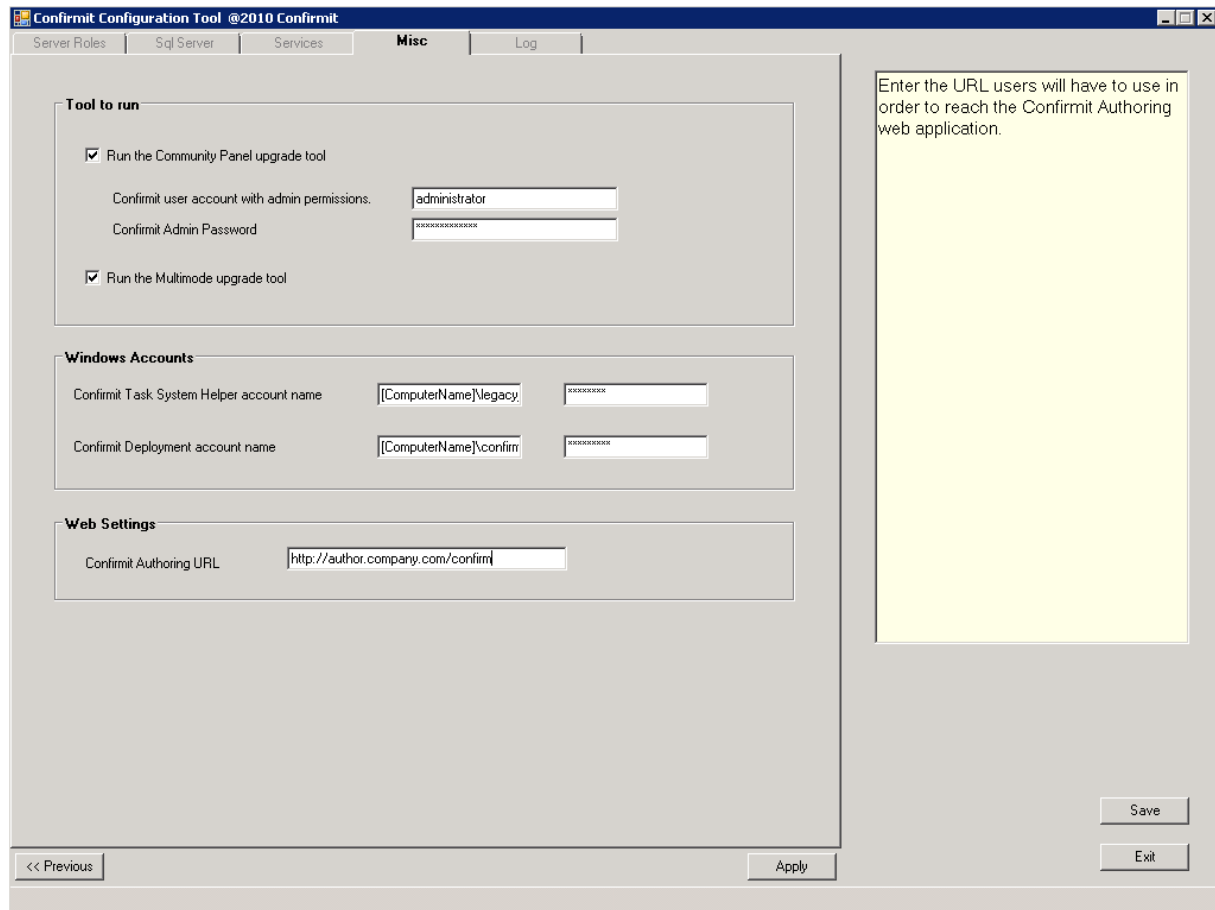 Confirmit Configuration Tool @2010 Confirmit
Server Roles
Sql Server
Services
Misc
Log
Enter the URL users will have to use in
order to reach the Confirmit Authoring
web application.
Tool to run
Run the Community Panel upgrade tool
Confirmit user account with admin permissions.
administrator
Confirmit Admin Password
*************
Run the Multimode upgrade tool
Windows Accounts
Confirmit Task System Helper account name
[ComputerName]\legacy_
********
Confirmit Deployment account name
[ComputerName]\confirm
*********
Web Settings
Confirmit Authoring URL
http://author.company.com/confirm
Save
<< Previous
Apply
Exit